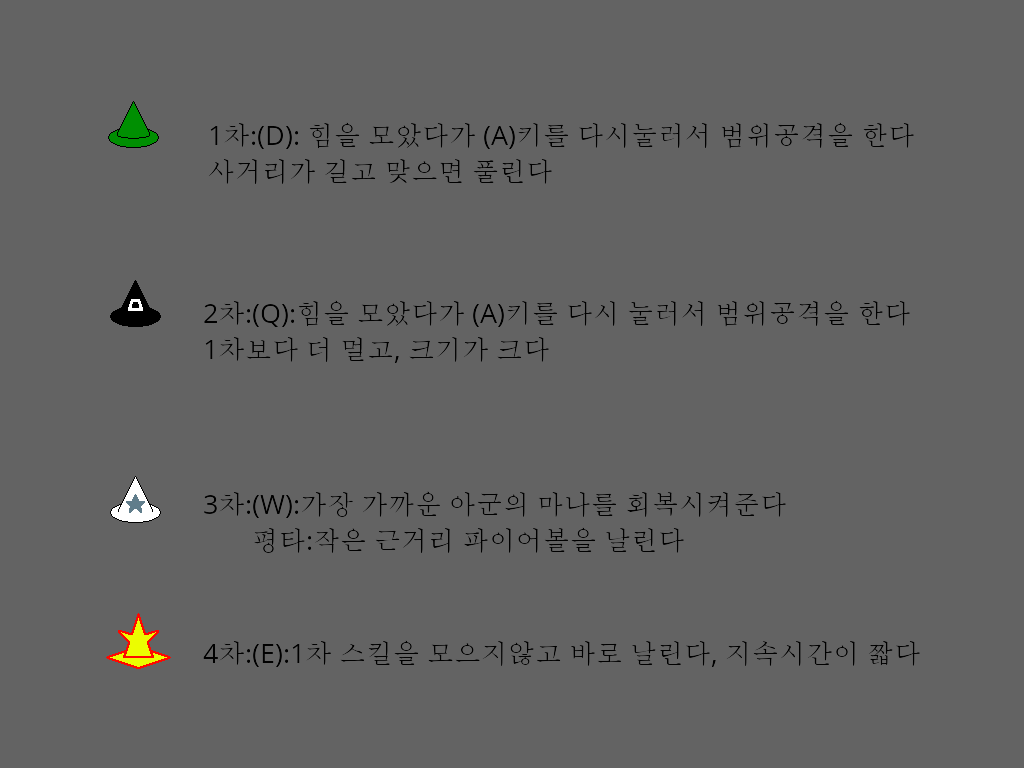 1차:(D): 힘을 모았다가 (A)키를 다시눌러서 범위공격을 한다
사거리가 길고 맞으면 풀린다
2차:(Q):힘을 모았다가 (A)키를 다시 눌러서 범위공격을 한다
1차보다 더 멀고, 크기가 크다
3차:(W):가장 가까운 아군의 마나를 회복시켜준다
평타:작은 근거리 파이어볼을 날린다
4차:(E):1차 스킬을 모으지않고 바로 날린다, 지속시간이 짧다